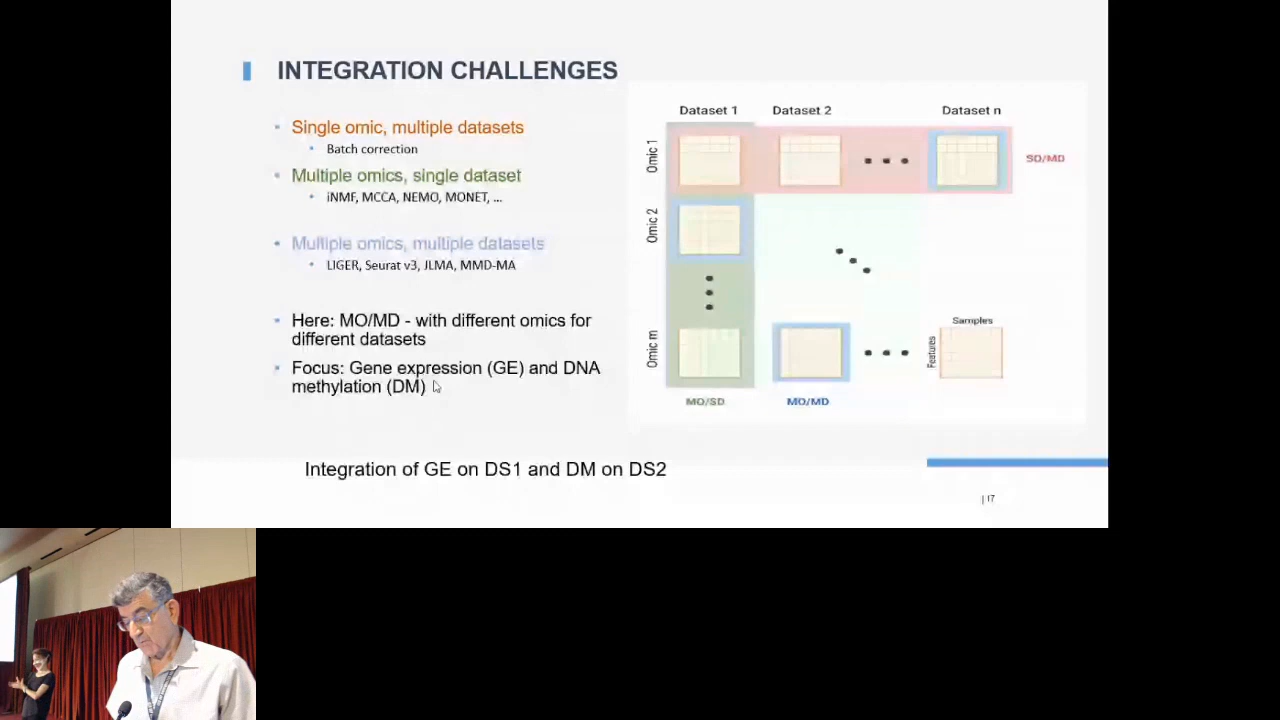 INTEGRATION CHALLENGES
Single omic, multiple datasets
Batch correction
Multiple omics, single dataset
iNMF, MCCA, NEMO, MONET, ...
Multiple omics, multiple datasets
LIGER, Seurat v3, JLMA, MMD-MA
Here: MO/MD - with different omics for
different datasets
Focus: Gene expression (GE) and DNA
methylation (DM)
Dataset 1 Dataset 2 Dataset n
Omic 1
SO/MD
Omic 2
Omic m
Samples
Features
MO/SD MO/MD
Integration of GE on DS1 and DM on DS2
| 17